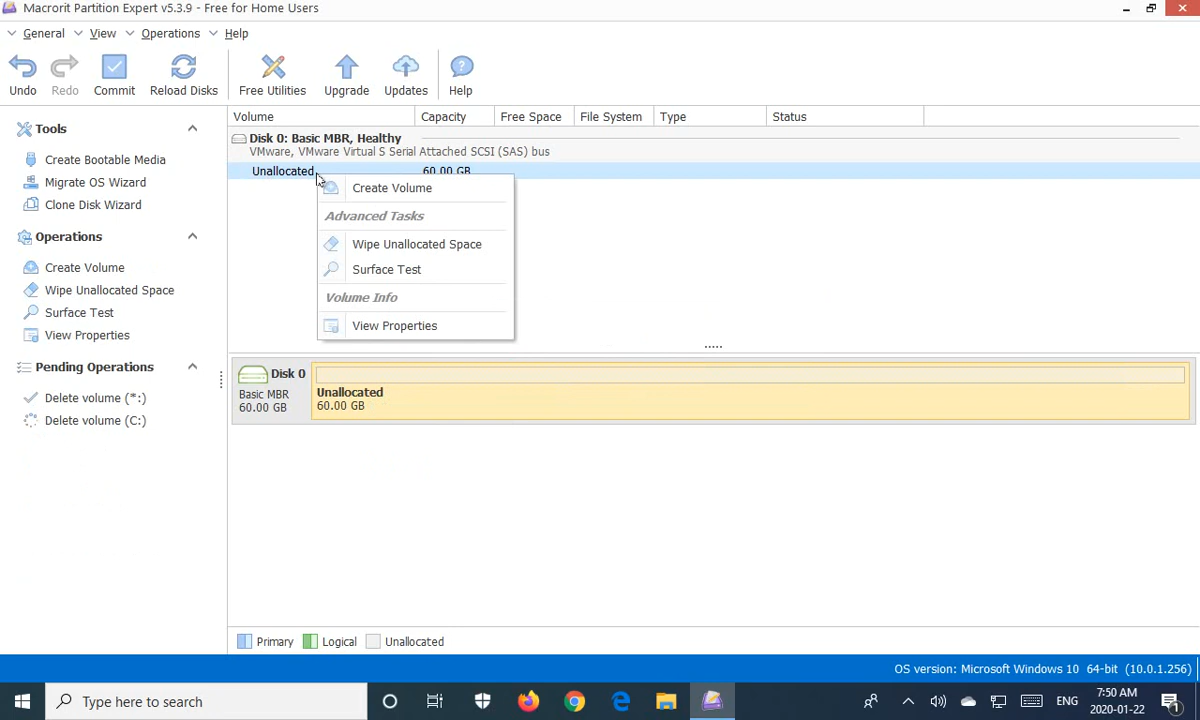 Macrorit Partition Expert v5.3.9 - Free for Home Users
General View Operations Help
Undo Redo Commit Reload Disks Free Utilities Upgrade Updates Help
Tools
Create Bootable Media
Migrate OS Wizard
Clone Disk Wizard
Operations
Create Volume
Wipe Unallocated Space
Surface Test
View Properties
Pending Operations
Delete volume (*:)
Delete volume (C:)
Volume Capacity Free Space File System Type Status
Disk 0: Basic MBR, Healthy
VMware, VMware Virtual S Serial Attached SCSI (SAS) bus
Unallocated 60.00 GB
Create Volume
Advanced Tasks
Wipe Unallocated Space
Surface Test
Volume Info
View Properties
.....
Disk 0
Basic MBR
60.00 GB
Unallocated
60.00 GB
Primary Logical Unallocated
OS version: Microsoft Windows 10 64-bit (10.0.1.256)
Type here to search
ENG
7:50 AM
2020-01-22
1